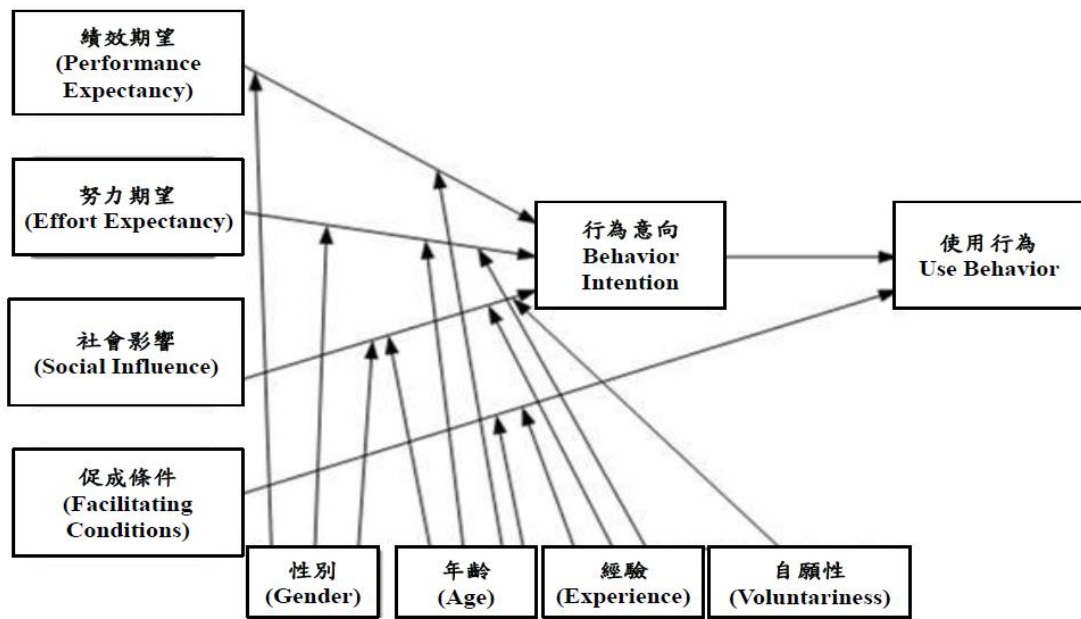 績效期望
(Performance
Expectancy)
努力期望
(Effort Expectancy)
社會影響
(Social Influence)
促成條件
(Facilitating
Conditions)
行為意向
Behavior
Intention
使用行為
Use Behavior
性別
(Gender)
年齡
(Age)
經驗
(Experience)
自願性
(Voluntariness)